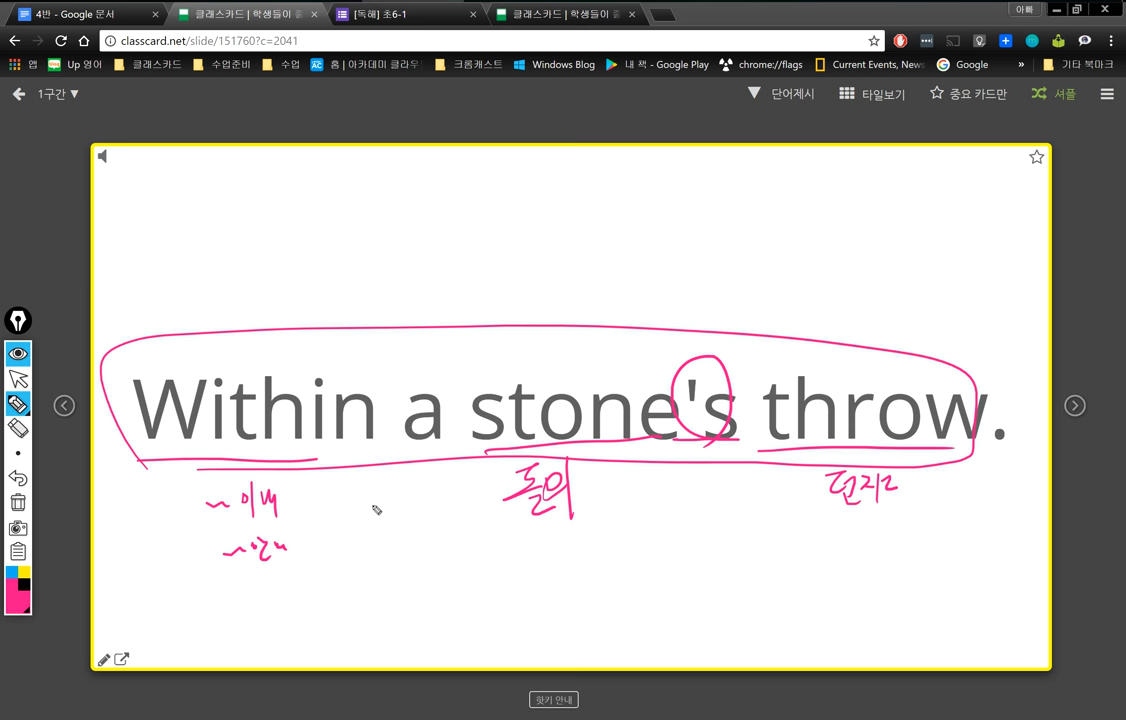 4반 - Google 문서
클래스카드 | 학생들이 좋
[독해] 초6-1
클래스카드 | 학생들이 좋
아빠
classcard.net/slide/151760?c=2041
앱 Up 영어 클래스카드 수업준비 수업 홈 | 아카데미 클라우 크롬캐스트 Windows Blog 내 책 - Google Play chrome://flags Current Events, News Google » 기타 북마크
1구간 ▼
▼ 단어제시 타일보기 중요 카드만 셔플
Within a stone's throw.
~이내
돌의
던지기
~안에
핫키 안내